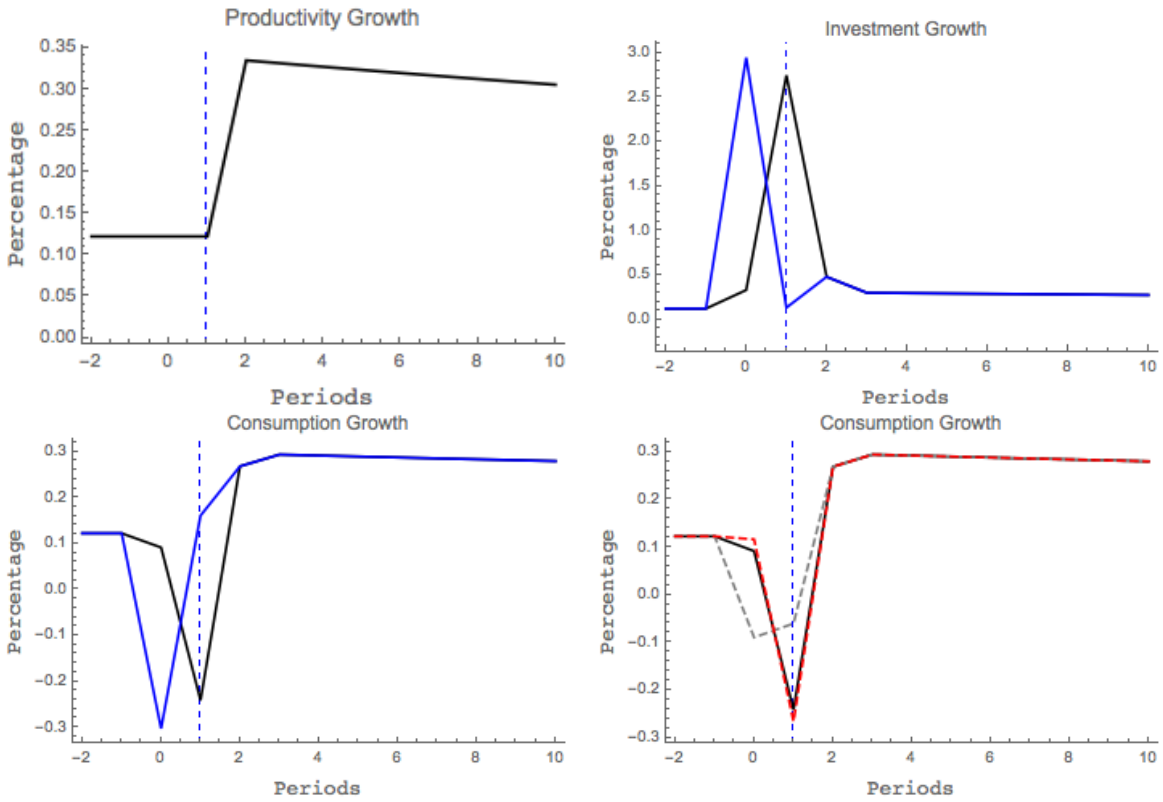 Productivity Growth
Percentage
0.35
0.30
0.25
0.20
0.15
0.10
0.05
0.00
−2 0 2 4 6 8 10
Periods
Investment Growth
Percentage
3.0
2.5
2.0
1.5
1.0
0.5
0.0
−2 0 2 4 6 8 10
Periods
Consumption Growth
Percentage
0.3
0.2
0.1
0.0
−0.1
−0.2
−0.3
−2 0 2 4 6 8 10
Periods
Consumption Growth
Percentage
0.3
0.2
0.1
0.0
−0.1
−0.2
−0.3
−2 0 2 4 6 8 10
Periods